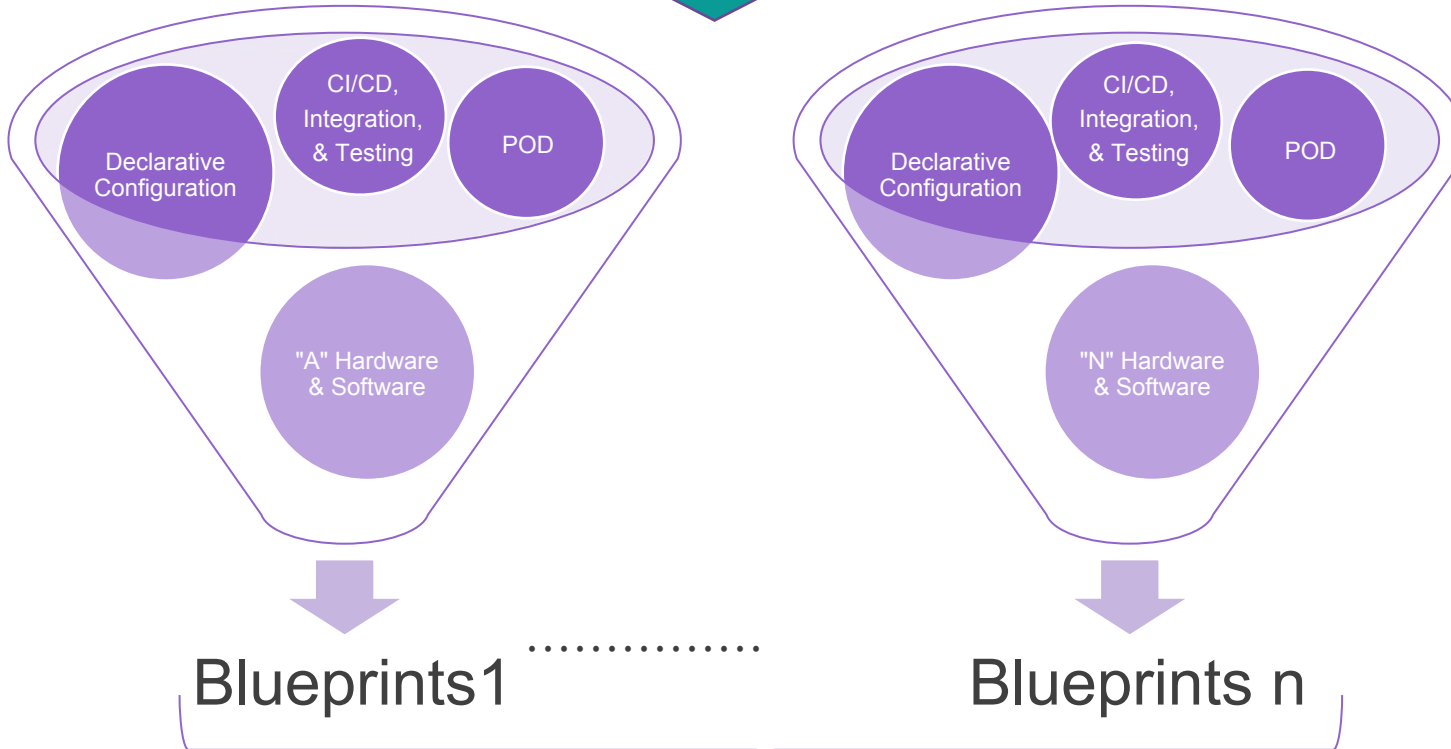 CI/CD,
Integration,
& Testing
POD
Declarative
Configuration
"A" Hardware
& Software
Blueprints1
...............
CI/CD,
Integration,
& Testing
POD
Declarative
Configuration
"N" Hardware
& Software
Blueprints n